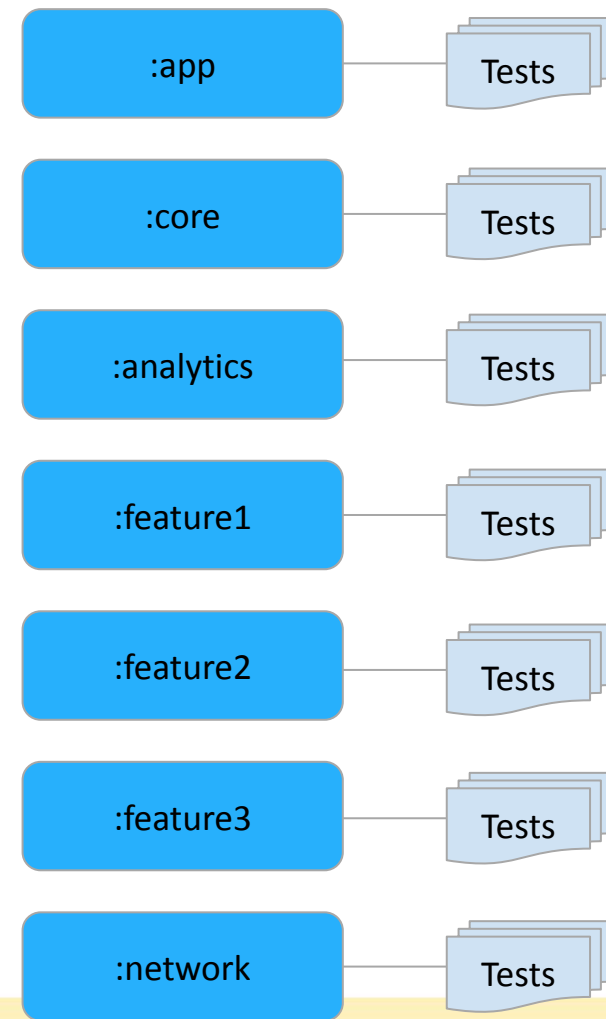 :app
Tests
:core
Tests
:analytics
Tests
:feature1
Tests
:feature2
Tests
:feature3
Tests
:network
Tests